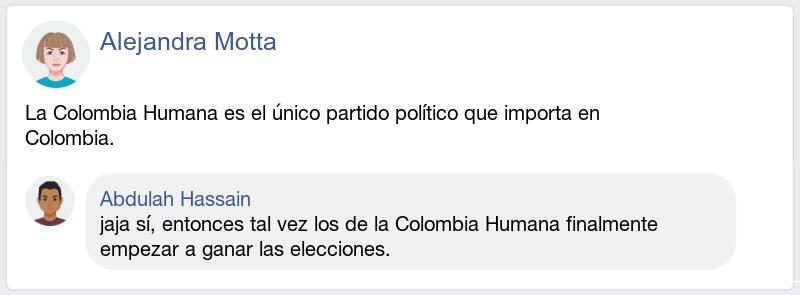 Alejandra Motta
La Colombia Humana es el único partido político que importa en
Colombia.
Abdulah Hassain
jaja sí, entonces tal vez los de la Colombia Humana finalmente
empezar a ganar las elecciones.